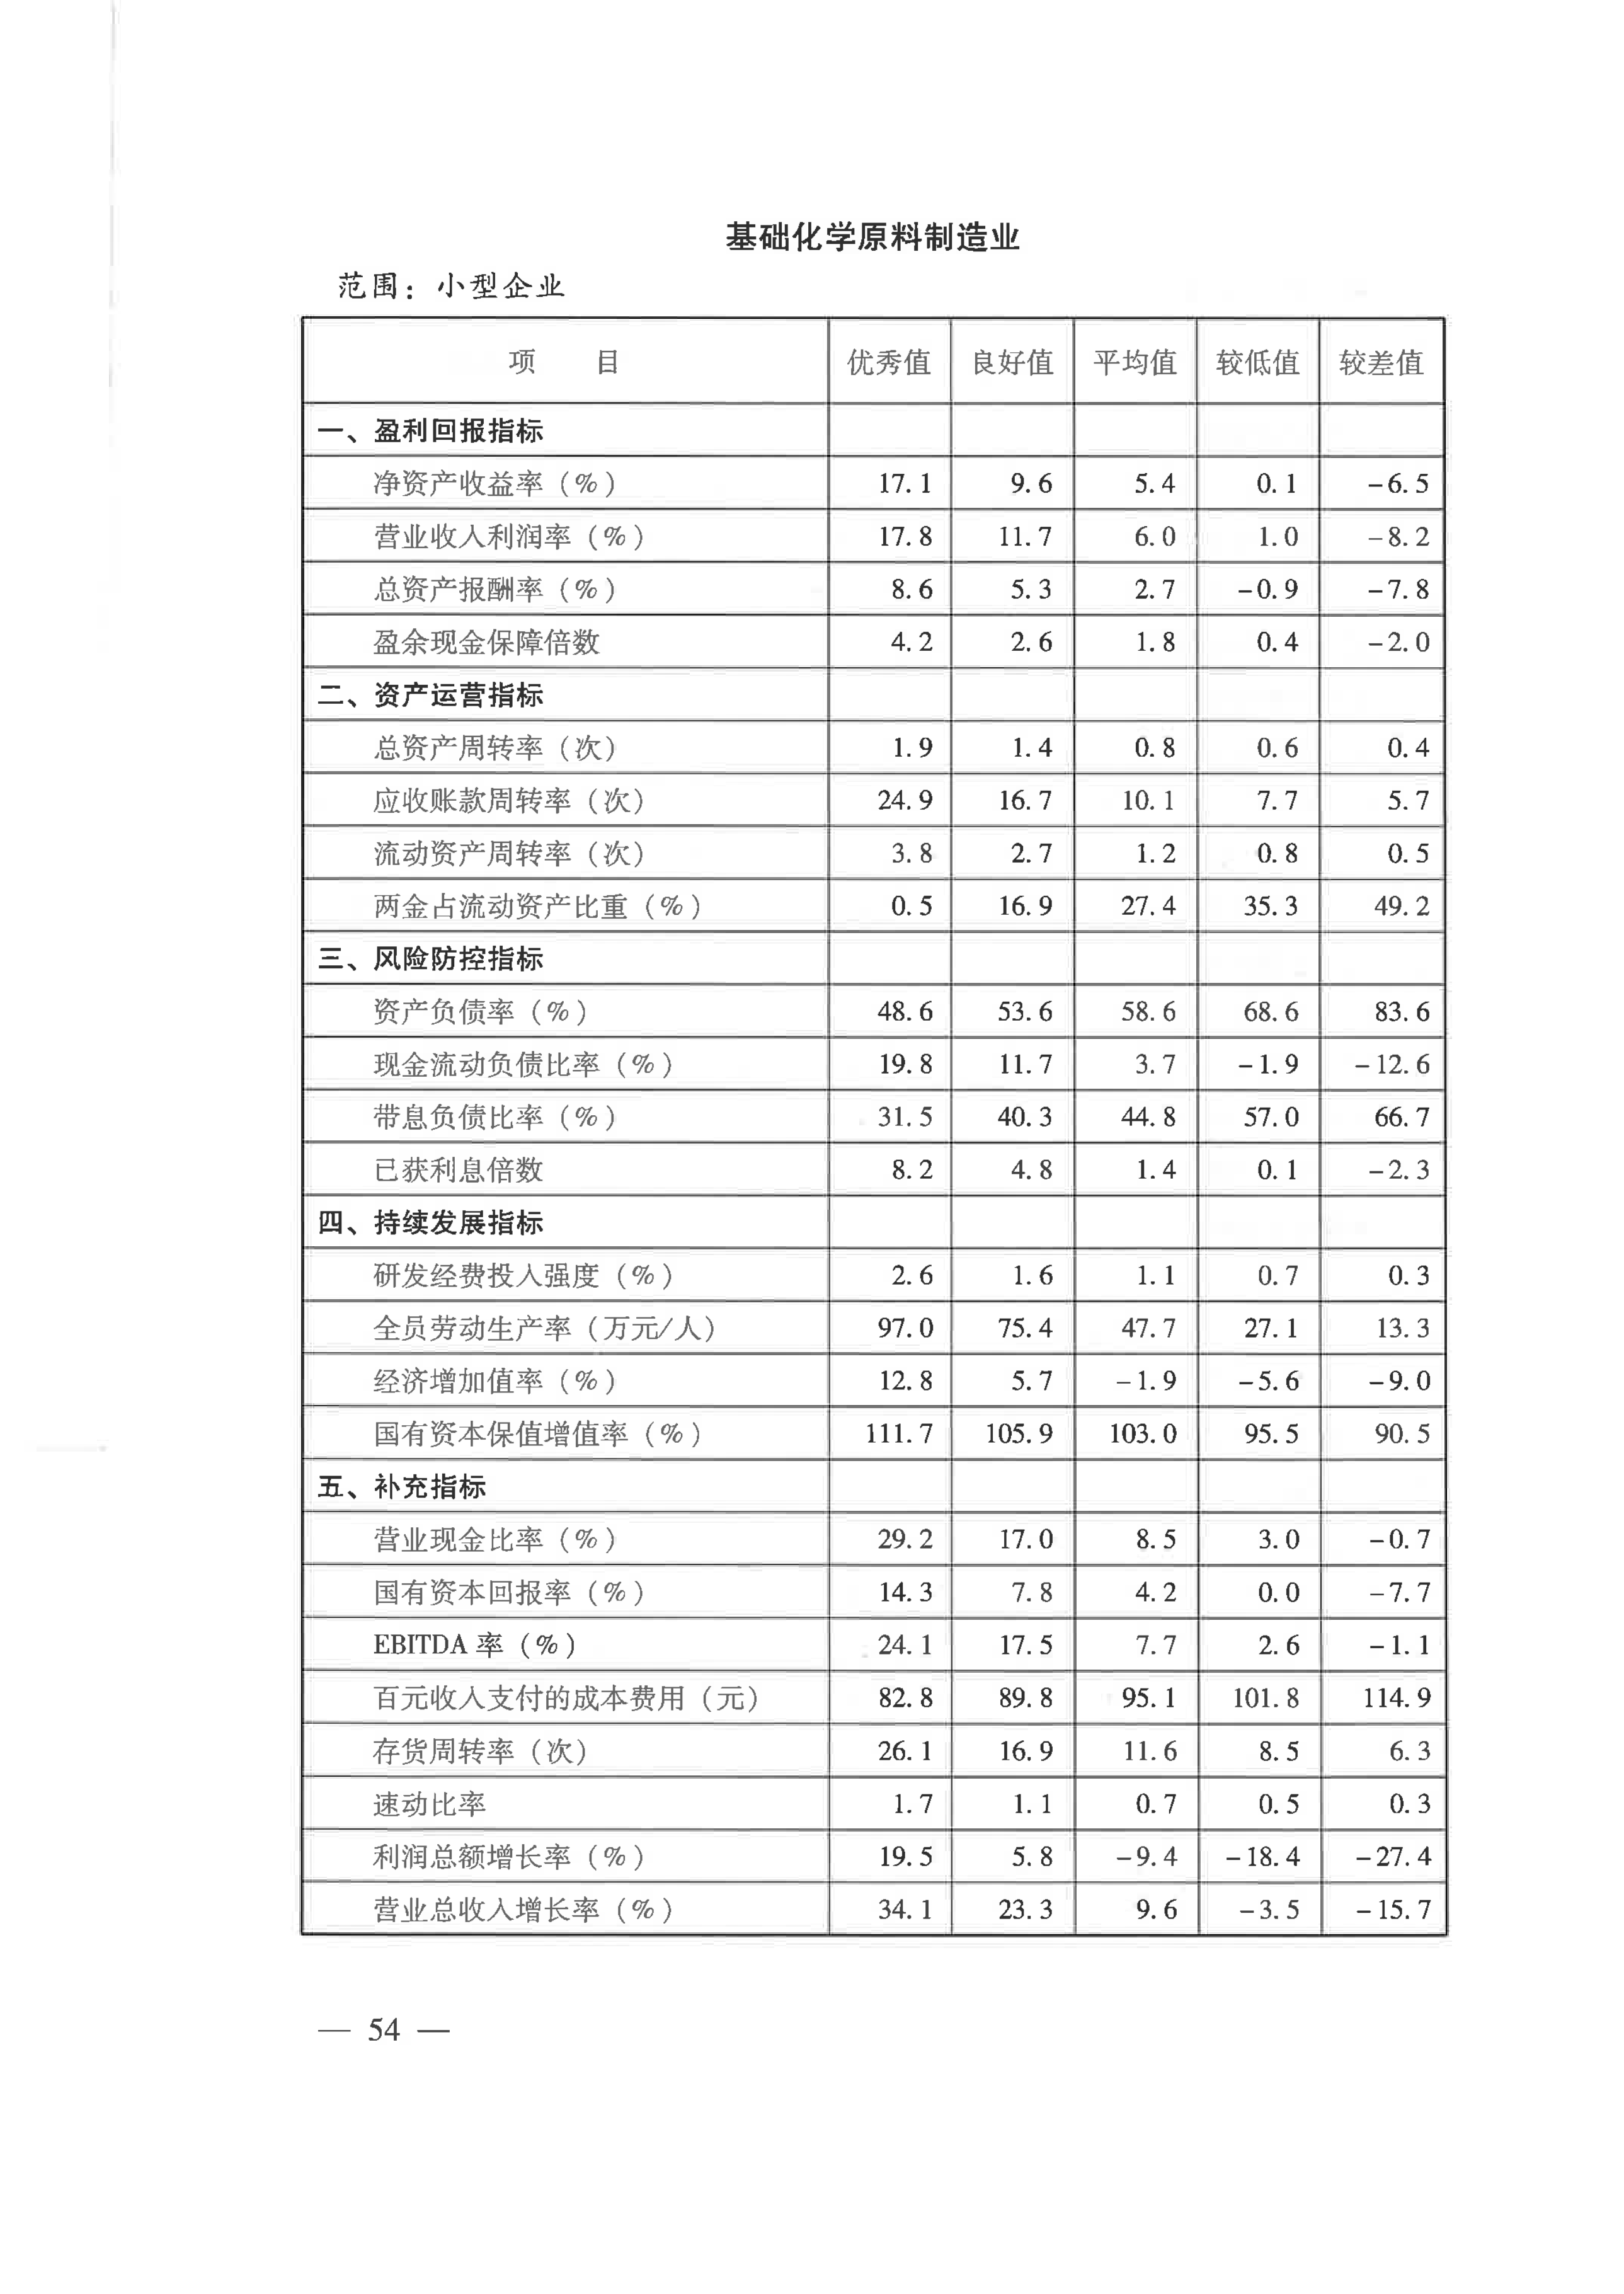 基础化学原料制造业
范围：小型企业
项 目 优秀值 良好值 平均值 较低值 较差值
一、盈利回报指标
净资产收益率（%） 17.1 9.6 5.4 0.1 -6.5
营业收入利润率（%） 17.8 11.7 6.0 1.0 -8.2
总资产报酬率（%） 8.6 5.3 2.7 -0.9 -7.8
盈余现金保障倍数 4.2 2.6 1.8 0.4 -2.0
二、资产运营指标
总资产周转率（次） 1.9 1.4 0.8 0.6 0.4
应收账款周转率（次） 24.9 16.7 10.1 7.7 5.7
流动资产周转率（次） 3.8 2.7 1.2 0.8 0.5
两金占流动资产比重（%） 0.5 16.9 27.4 35.3 49.2
三、风险防控指标
资产负债率（%） 48.6 53.6 58.6 68.6 83.6
现金流动负债比率（%） 19.8 11.7 3.7 -1.9 -12.6
带息负债比率（%） 31.5 40.3 44.8 57.0 66.7
已获利息倍数 8.2 4.8 1.4 0.1 -2.3
四、持续发展指标
研发经费投入强度（%） 2.6 1.6 1.1 0.7 0.3
全员劳动生产率（万元/人） 97.0 75.4 47.7 27.1 13.3
经济增加值率（%） 12.8 5.7 -1.9 -5.6 -9.0
国有资本保值增值率（%） 111.7 105.9 103.0 95.5 90.5
五、补充指标
营业现金比率（%） 29.2 17.0 8.5 3.0 -0.7
国有资本回报率（%） 14.3 7.8 4.2 0.0 -7.7
EBITDA 率（%） 24.1 17.5 7.7 2.6 -1.1
百元收入支付的成本费用（元） 82.8 89.8 95.1 101.8 114.9
存货周转率（次） 26.1 16.9 11.6 8.5 6.3
速动比率 1.7 1.1 0.7 0.5 0.3
利润总额增长率（%） 19.5 5.8 -9.4 -18.4 -27.4
营业总收入增长率（%） 34.1 23.3 9.6 -3.5 -15.7
— 54 —